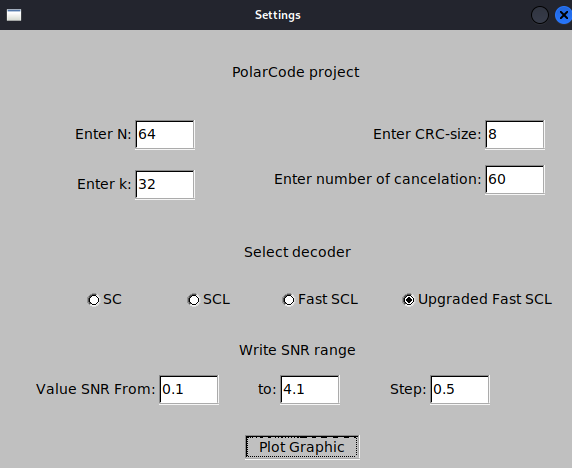 Settings
PolarCode project
Enter N: 64
Enter CRC-size: 8
Enter k: 32
Enter number of cancelation: 60
Select decoder
SC SCL Fast SCL Upgraded Fast SCL
Write SNR range
Value SNR From: 0.1 to: 4.1 Step: 0.5
Plot Graphic